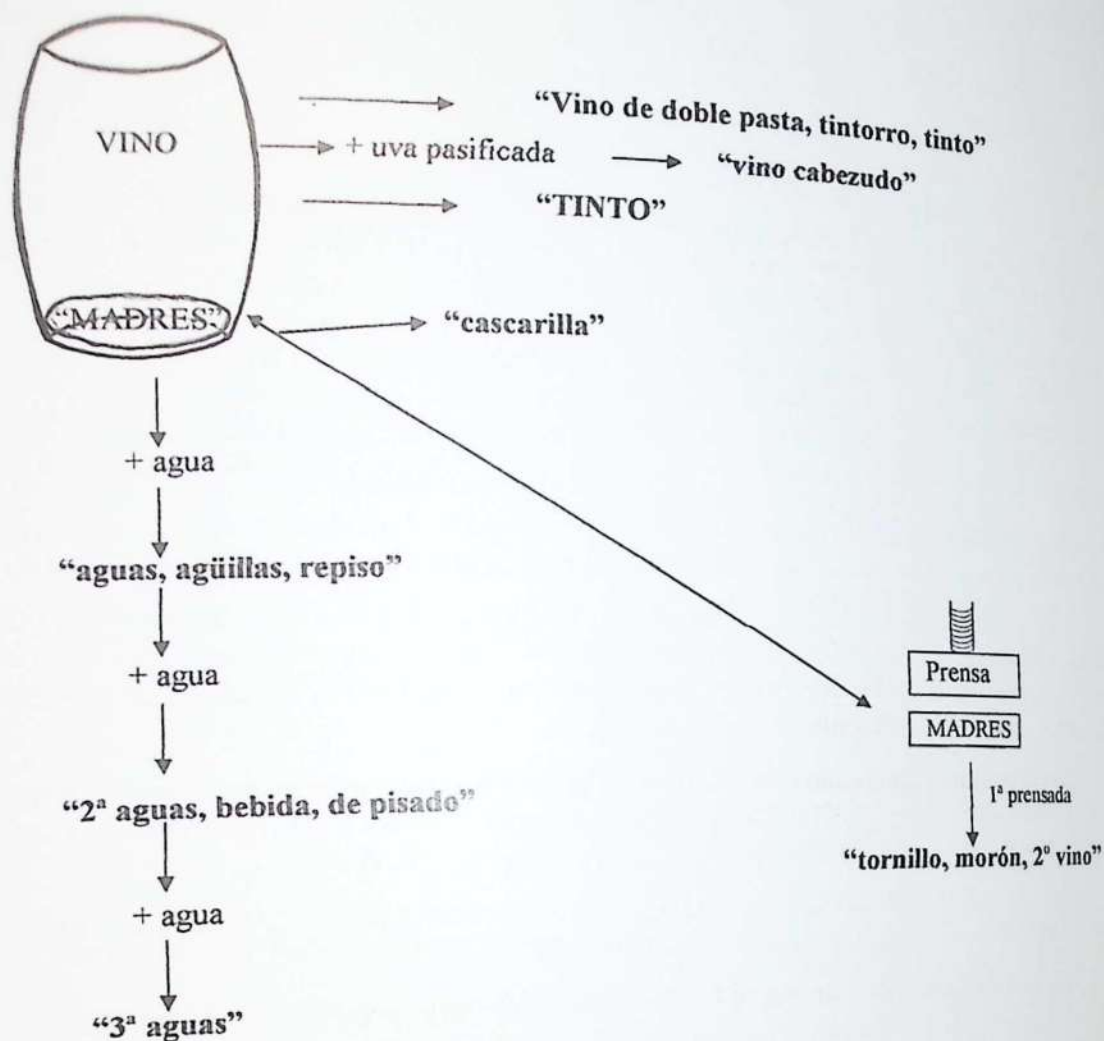 VINO
“Vino de doble pasta, tintorro, tinto”
+ uva pasificada
“vino cabezudo”
“TINTO”
“MADRES”
“cascarilla”
+ agua
“aguas, agüillas, repiso”
+ agua
“2ª aguas, bebida, de pisado”
+ agua
“3ª aguas”
Prensa
MADRES
1ª prensada
“tornillo, morón, 2º vino”